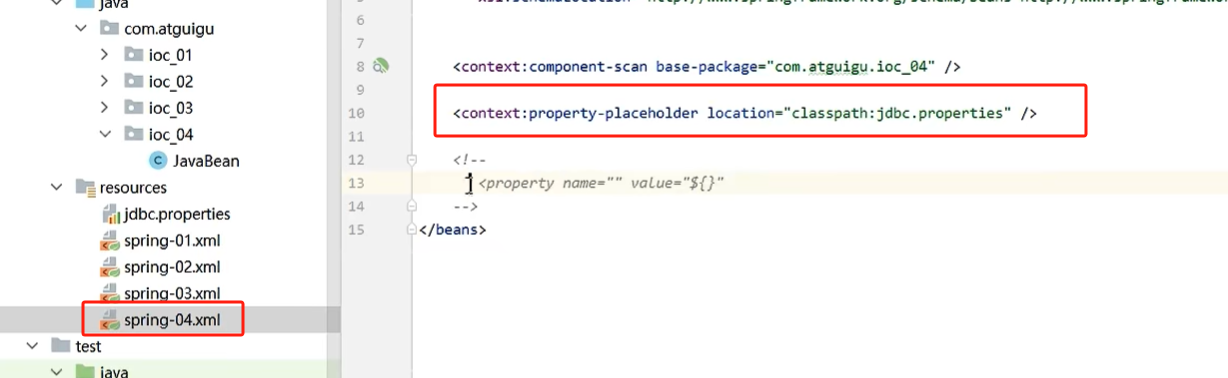 java
com.atguigu
ioc_01
ioc_02
ioc_03
ioc_04
JavaBean
resources
jdbc.properties
spring-01.xml
spring-02.xml
spring-03.xml
spring-04.xml
test
java
6
7
8 <context:component-scan base-package="com.atguigu.ioc_04" />
9
10 <context:property-placeholder location="classpath:jdbc.properties" />
11
12 <!--
13 <property name="" value="${}"
14 -->
15 </beans>